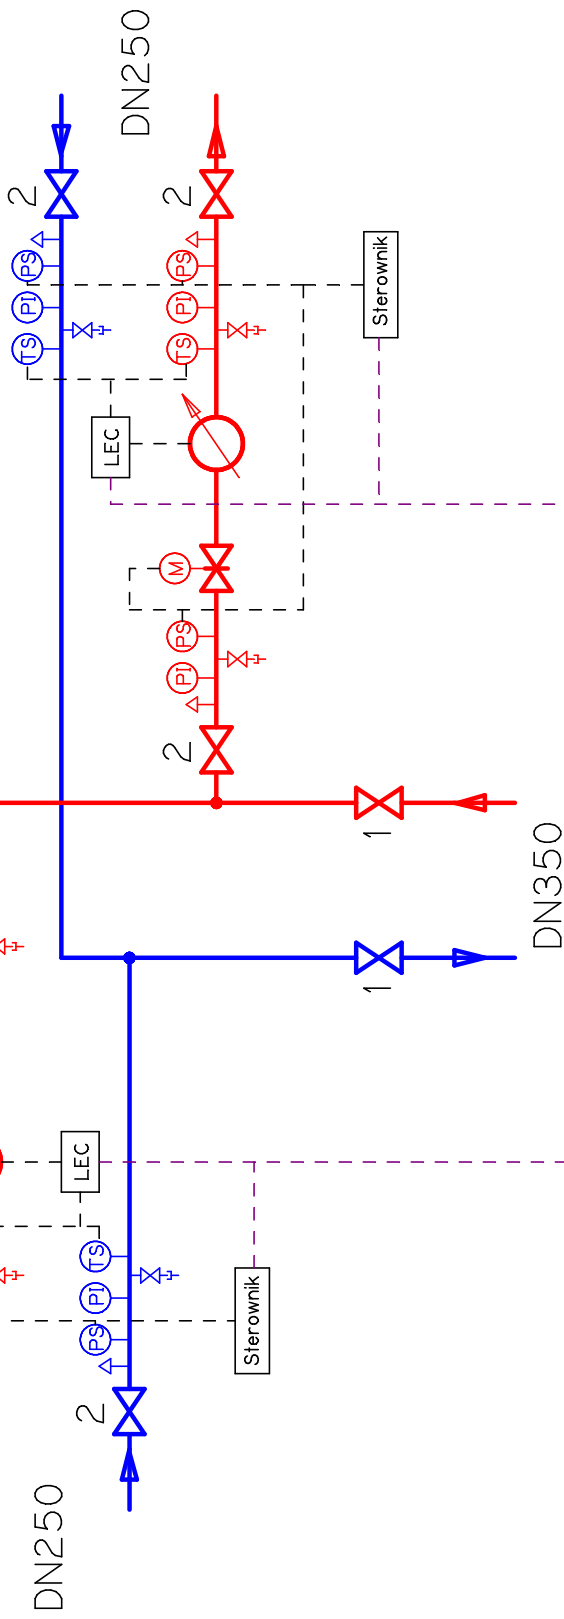 DN250
2
2
PS
PI
TS
PS
PI
TS
Sterownik
LEC
M
PS
PI
2
1
DN350
1
LEC
TS
PI
PS
Sterownik
2
DN250